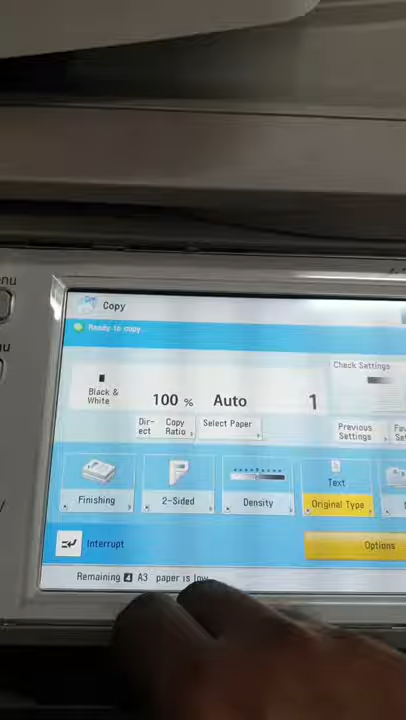 Copy
Ready to copy.
Check Settings
Black & White
100 %
Auto
1
Dir-ect
Copy Ratio
Select Paper
Previous Settings
Finishing
2-Sided
Density
Text
Original Type
Interrupt
Options
Remaining 4 A3 paper is low